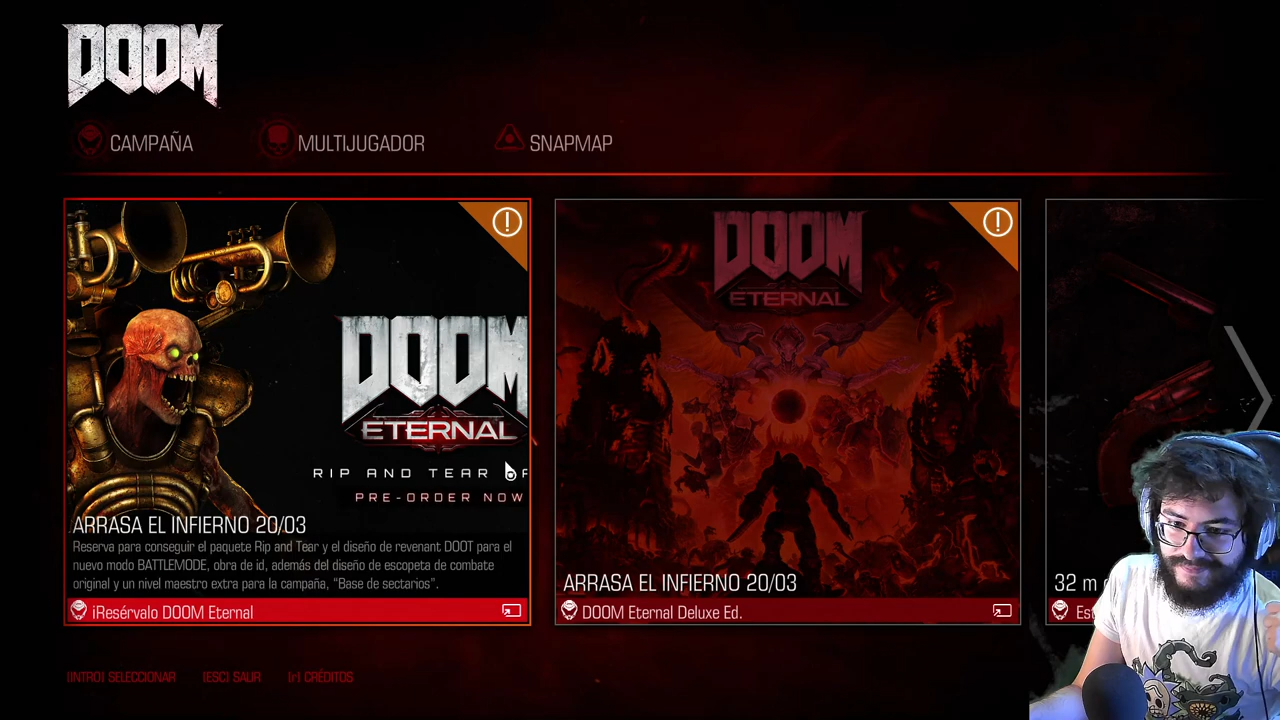 DOOM
CAMPAÑA
MULTIJUGADOR
SNAPMAP
DOOM
ETERNAL
RIP AND TEAR
PRE-ORDER NOW
ARRASA EL INFIERNO 20/03
Reserva para conseguir el paquete Rip and Tear y el diseño de revenant DOOT para el
nuevo modo BATTLEMODE, obra de id, además del diseño de escopeta de combate
original y un nivel maestro extra para la campaña, "Base de sectarios".
¡Resérvalo DOOM Eternal
DOOM
ETERNAL
ARRASA EL INFIERNO 20/03
DOOM Eternal Deluxe Ed.
32 m
[INTRO] SELECCIONAR
[ESC] SALIR
[r] CRÉDITOS